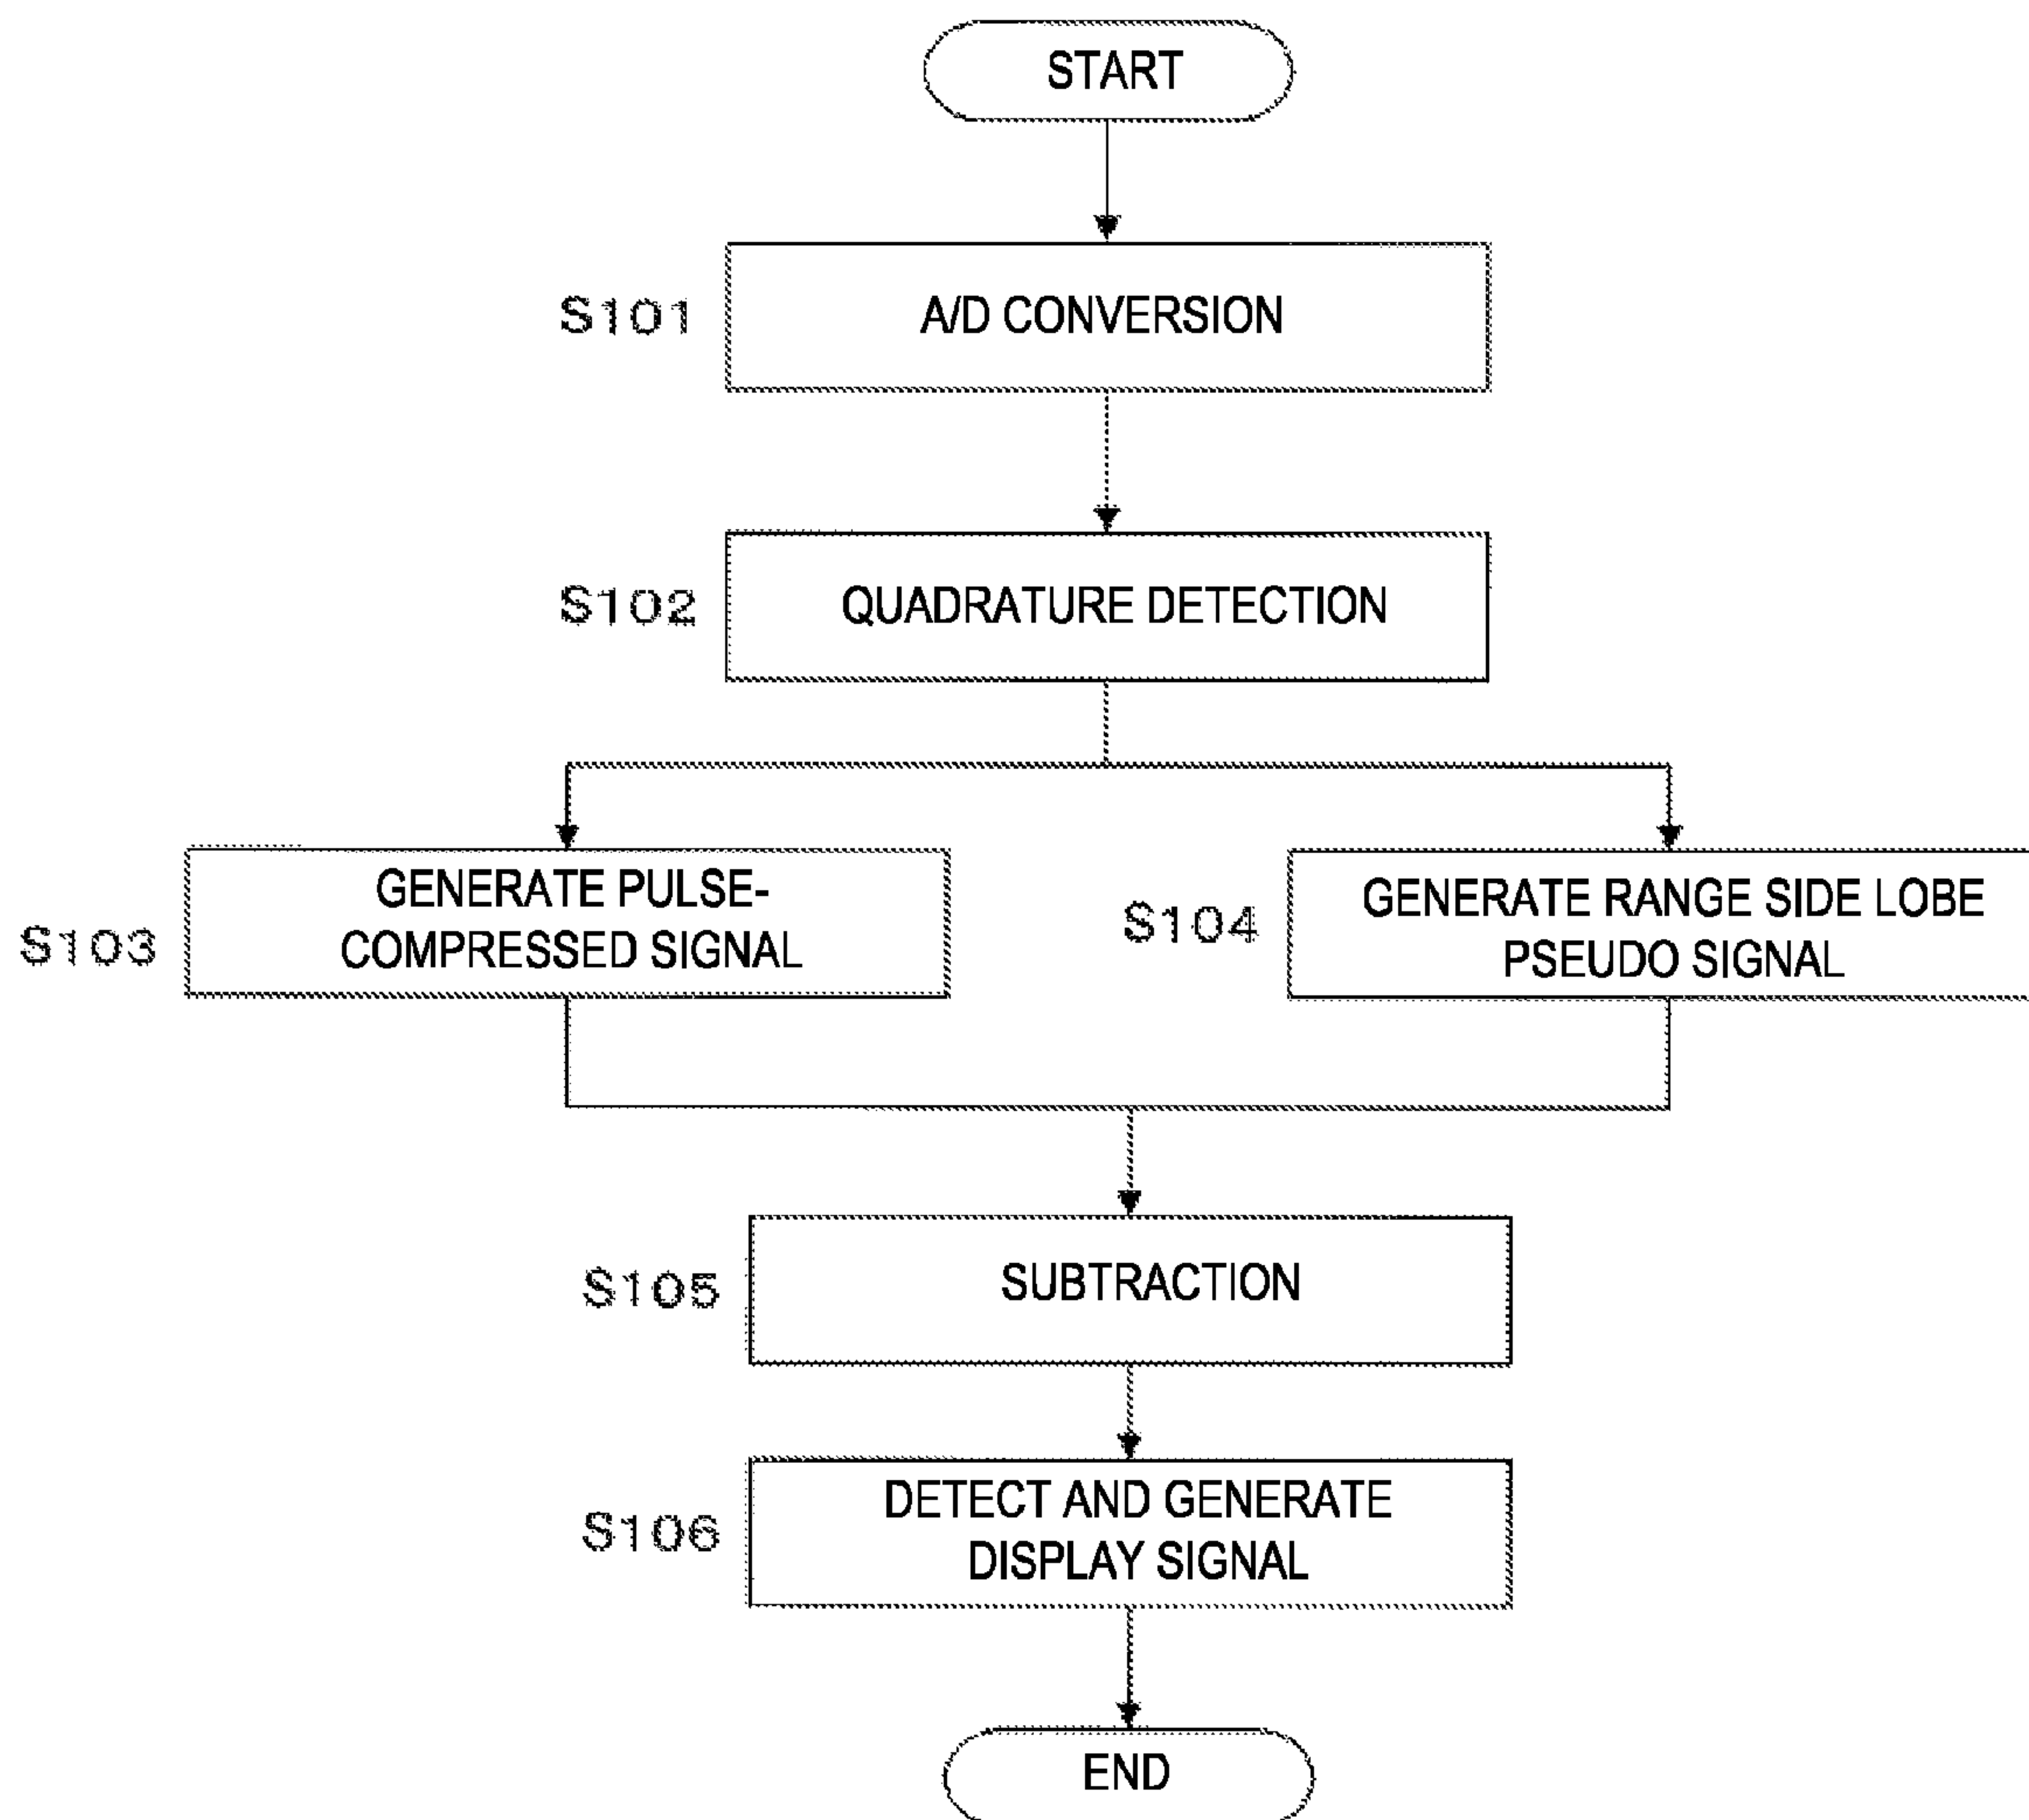 START
S101
A/D CONVERSION
S102
QUADRATURE DETECTION
S103
GENERATE PULSE-
COMPRESSED SIGNAL
S104
GENERATE RANGE SIDE LOBE
PSEUDO SIGNAL
S105
SUBTRACTION
S106
DETECT AND GENERATE
DISPLAY SIGNAL
END